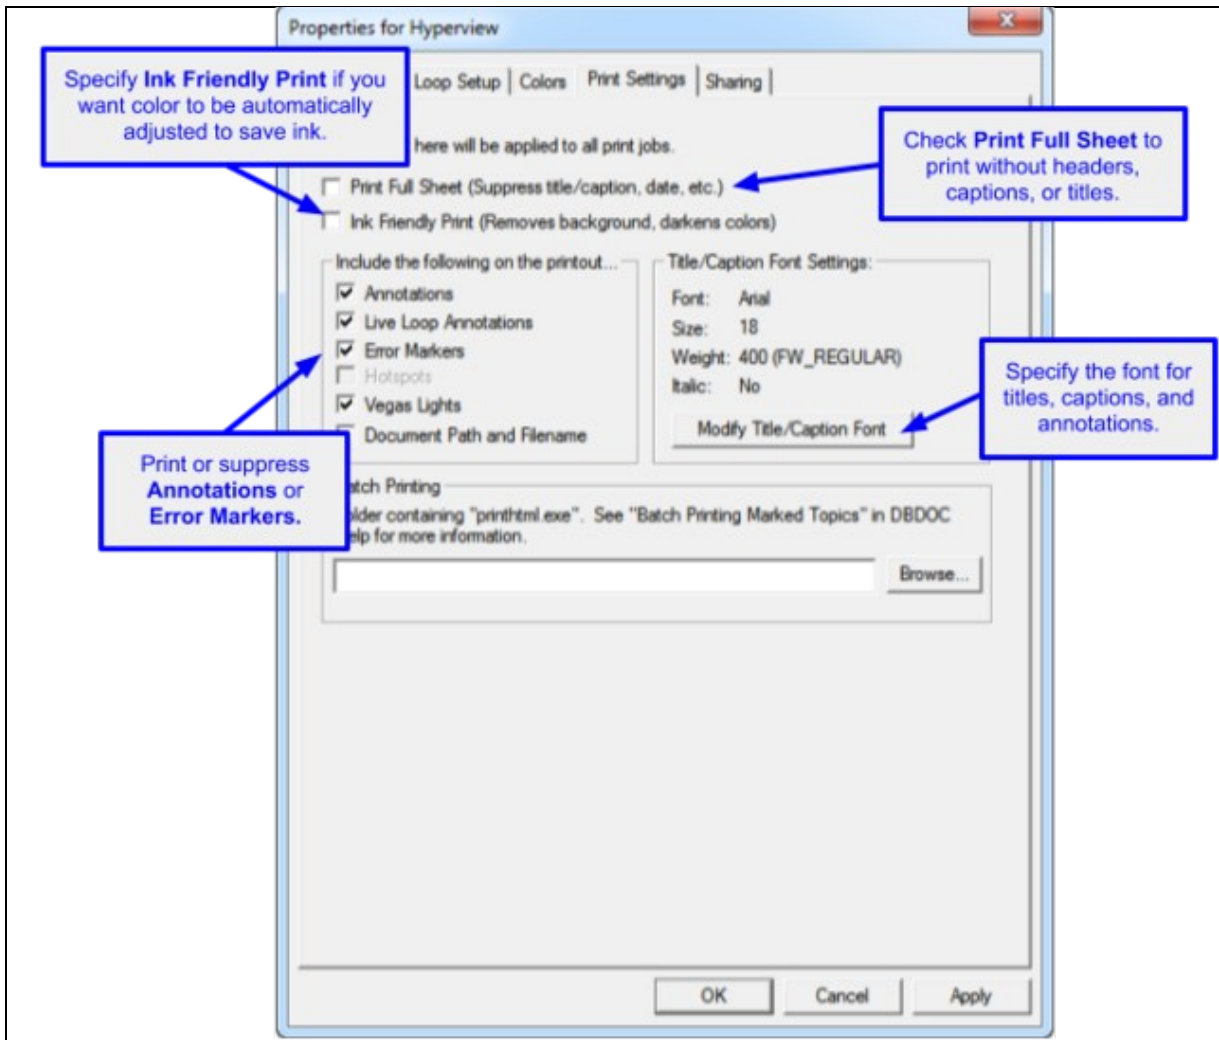 Properties for Hyperview
Specify Ink Friendly Print if you
want color to be automatically
adjusted to save ink.
Loop Setup Colors Print Settings Sharing
here will be applied to all print jobs.
Check Print Full Sheet to
print without headers,
captions, or titles.
Print Full Sheet (Suppress title/caption, date, etc.)
Ink Friendly Print (Removes background, darkens colors)
Include the following on the printout...
Annotations
Live Loop Annotations
Error Markers
Hotspots
Vegas Lights
Document Path and Filename
Title/Caption Font Settings:
Font: Arial
Size: 18
Weight: 400 (FW_REGULAR)
Italic: No
Modify Title/Caption Font
Specify the font for
titles, captions, and
annotations.
Print or suppress
Annotations or
Error Markers.
Printing
containing "printhtml.exe". See "Batch Printing Marked Topics" in DBDOC
for more information.
Browse...
OK Cancel Apply